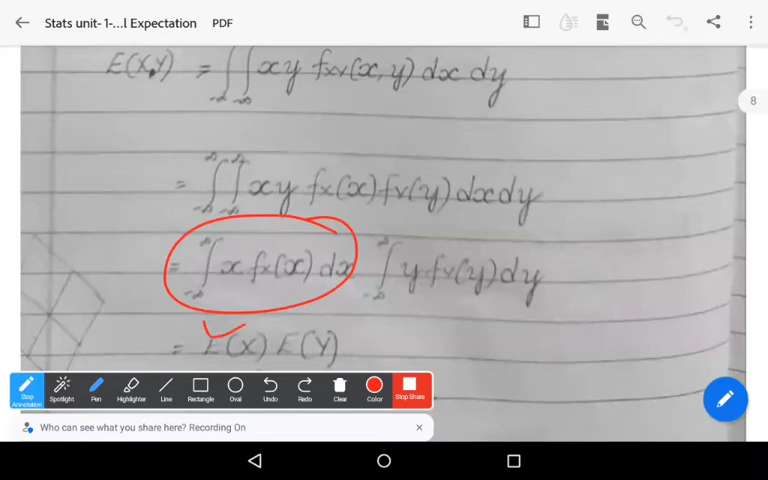 Stats unit- 1-...l Expectation PDF
8
E(X,Y) = ∫∫ xy fxy(x,y) dx dy
-∞ -∞
∞ ∞
= ∫∫ xy fx(x) fy(y) dx dy
-∞ -∞
∞ ∞
= ∫ x fx(x) dx ∫ y fy(y) dy
-∞ -∞
= E(X) E(Y)
Stop Annotation Spotlight Pen Highlighter Line Rectangle Oval Undo Redo Clear Color Stop Share
Who can see what you share here? Recording On